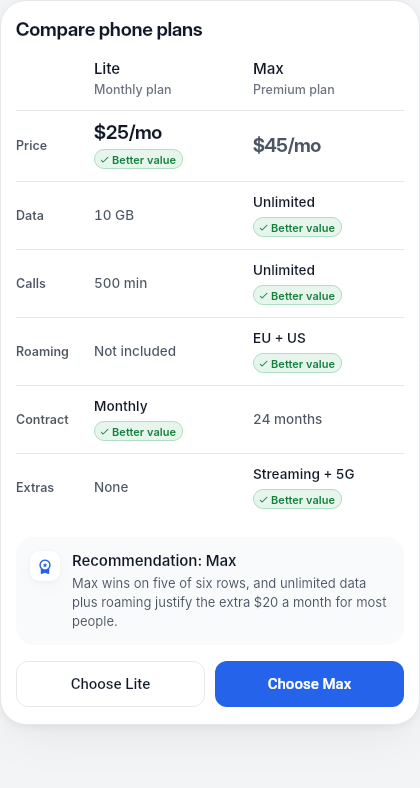 Compare phone plans
Lite Max
Monthly plan Premium plan
Price $25/mo $45/mo
Better value
Data 10 GB Unlimited
Better value
Calls 500 min Unlimited
Better value
Roaming Not included EU + US
Better value
Contract Monthly 24 months
Better value
Extras None Streaming + 5G
Better value
Recommendation: Max
Max wins on five of six rows, and unlimited data
plus roaming justify the extra $20 a month for most
people.
Choose Lite Choose Max